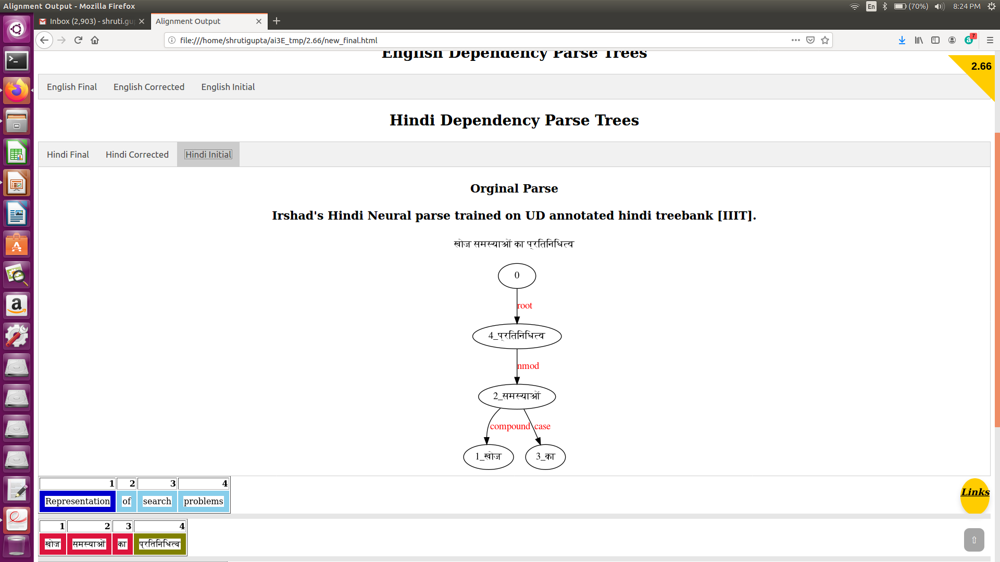 Alignment Output - Mozilla Firefox
En
(70%)
8:24 PM
Inbox (2,903) - shruti.gup
Alignment Output
file:///home/shrutigupta/ai3E_tmp/2.66/new_final.html
7
English Dependency Parse Trees
2.66
English Final English Corrected English Initial
Hindi Dependency Parse Trees
Hindi Final Hindi Corrected Hindi Initial
Orginal Parse
Irshad's Hindi Neural parse trained on UD annotated hindi treebank [IIIT].
खोज समस्याओं का प्रतिनिधित्व
0
root
4_प्रतिनिधित्व
nmod
2_समस्याओं
compound case
1_खोज 3_का
1 2 3 4
Representation of search problems
Links
1 2 3 4
खोज समस्याओं का प्रतिनिधित्व